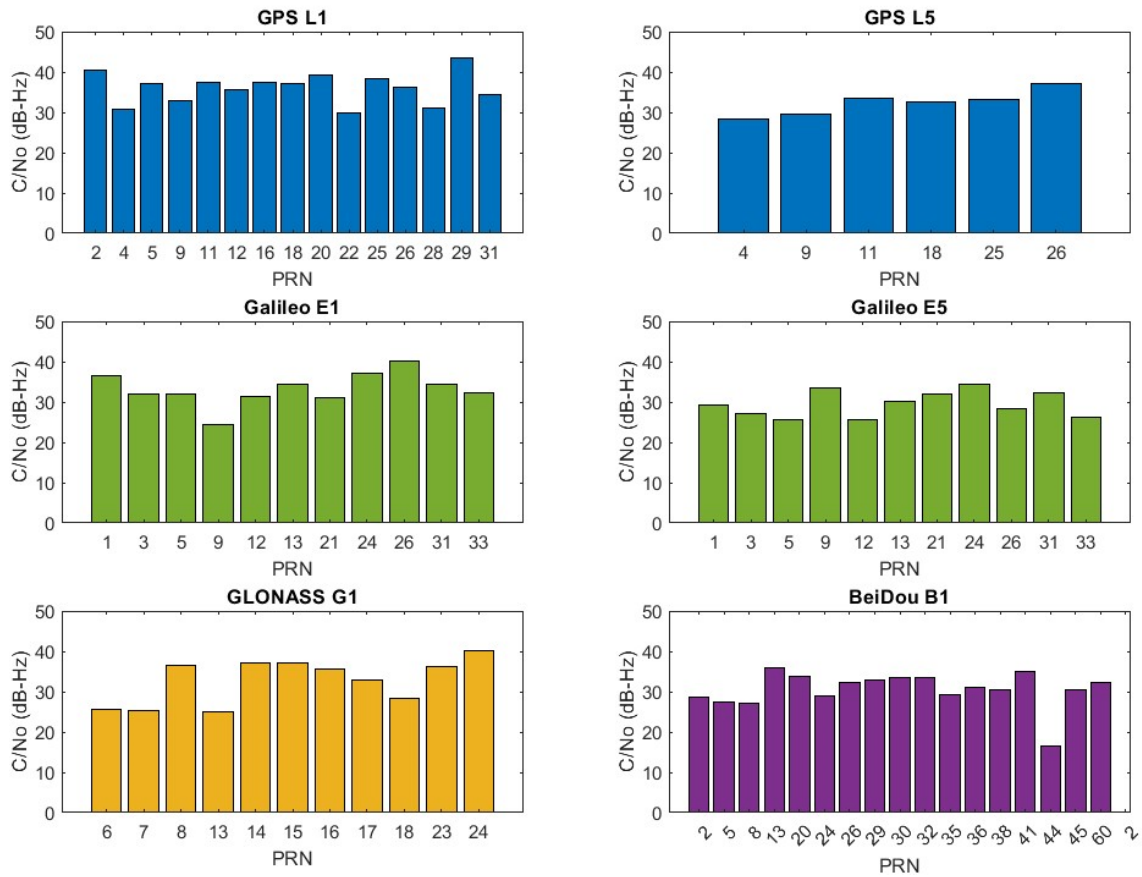 GPS L1
C/No (dB-Hz)
50
40
30
20
10
0
2 4 5 9 11 12 16 18 20 22 25 26 28 29 31
PRN
GPS L5
C/No (dB-Hz)
50
40
30
20
10
0
4 9 11 18 25 26
PRN
Galileo E1
C/No (dB-Hz)
50
40
30
20
10
0
1 3 5 9 12 13 21 24 26 31 33
PRN
Galileo E5
C/No (dB-Hz)
50
40
30
20
10
0
1 3 5 9 12 13 21 24 26 31 33
PRN
GLONASS G1
C/No (dB-Hz)
50
40
30
20
10
0
6 7 8 13 14 15 16 17 18 23 24
PRN
BeiDou B1
C/No (dB-Hz)
50
40
30
20
10
0
2 5 8 13 20 24 26 29 30 32 35 36 38 41 44 45 60 2
PRN